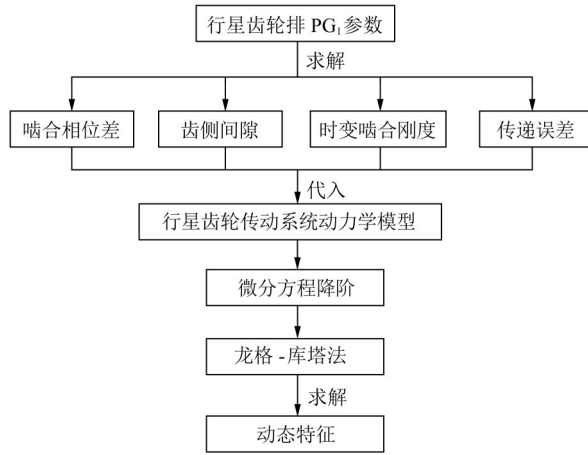 行星齿轮排 PG₁参数
求解
啮合相位差
齿侧间隙
时变啮合刚度
传递误差
代入
行星齿轮传动系统动力学模型
微分方程降阶
龙格-库塔法
求解
动态特征